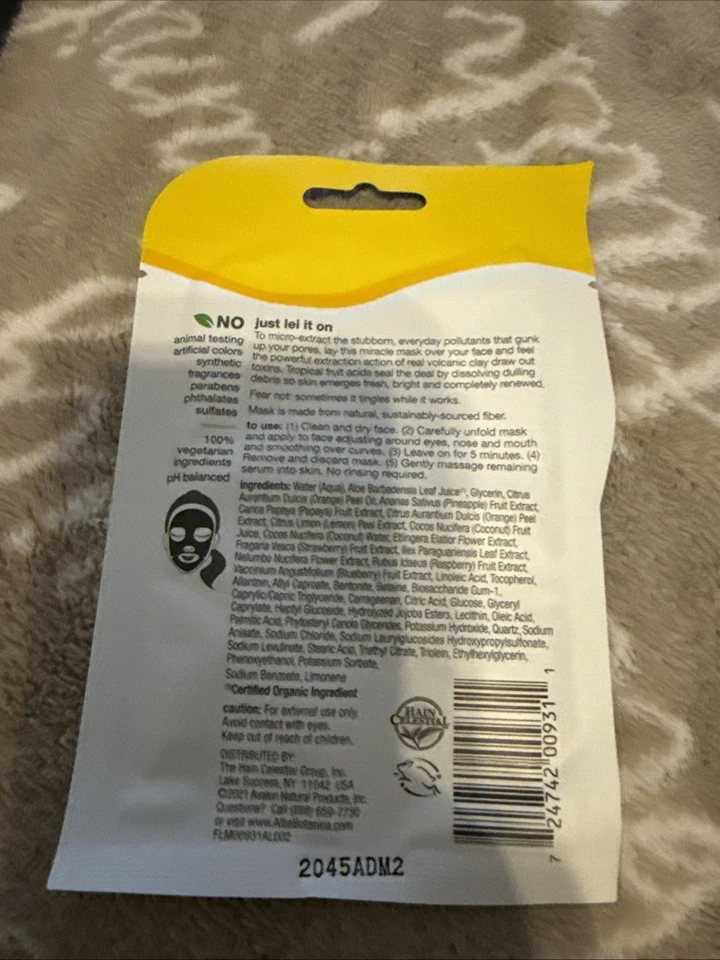 NO
animal testing
artificial colors
synthetic
fragrances
parabens
phthalates
sulfates
100%
vegetarian
ingredients
pH balanced
just lei it on
To micro-extract the stubborn, everyday pollutants that gunk
up your pores, lay this miracle mask over your face and feel
the powerful extraction action of real volcanic clay draw out
toxins. Tropical fruit acids seal the deal by dissolving dulling
debris so skin emerges fresh, bright and completely renewed.
Fear not: sometimes it tingles while it works.
Mask is made from natural, sustainably-sourced fiber.
to use: (1) Clean and dry face. (2) Carefully unfold mask
and apply to face adjusting around eyes, nose and mouth
and smoothing over curves. (3) Leave on for 5 minutes. (4)
Remove and discard mask. (5) Gently massage remaining
serum into skin. No rinsing required.
ingredients: Water (Aqua), Aloe Barbadensis Leaf Juice⁽¹⁾, Glycerin, Citrus
Aurantium Dulcis (Orange) Peel Oil, Ananas Sativus (Pineapple) Fruit Extract,
Carica Papaya (Papaya) Fruit Extract, Citrus Aurantium Dulcis (Orange) Peel
Extract, Citrus Limon (Lemon) Peel Extract, Cocos Nucifera (Coconut) Fruit
Juice, Cocos Nucifera (Coconut) Water, Etlingera Elatior Flower Extract,
Fragaria Vesca (Strawberry) Fruit Extract, Ilex Paraguariensis Leaf Extract,
Nelumbo Nucifera Flower Extract, Rubus Idaeus (Raspberry) Fruit Extract,
Vaccinium Angustifolium (Blueberry) Fruit Extract, Linoleic Acid, Tocopherol,
Allantoin, Allyl Caproate, Bentonite, Betaine, Biosaccharide Gum-1,
Caprylic/Capric Triglyceride, Carrageenan, Citric Acid, Glucose, Glyceryl
Caprylate, Heptyl Glucoside, Hydrolyzed Jojoba Esters, Lecithin, Oleic Acid,
Palmitic Acid, Phytosteryl Canola Glycerides, Potassium Hydroxide, Quartz, Sodium
Anisate, Sodium Chloride, Sodium Laurylglucosides Hydroxypropylsulfonate,
Sodium Levulinate, Stearic Acid, Triethyl Citrate, Triolein, Ethylhexylglycerin,
Phenoxyethanol, Potassium Sorbate,
Sodium Benzoate, Limonene
⁽¹⁾Certified Organic Ingredient
caution: For external use only.
Avoid contact with eyes.
Keep out of reach of children.
DISTRIBUTED BY:
The Hain Celestial Group, Inc.
Lake Success, NY 11042 USA
©2021 Avalon Natural Products, Inc.
Questions? Call (888) 659-7730
or visit www.AlbaBotanica.com
FLM00931AL002
HAIN
CELESTIAL
7 24742 00931 1
2045ADM2